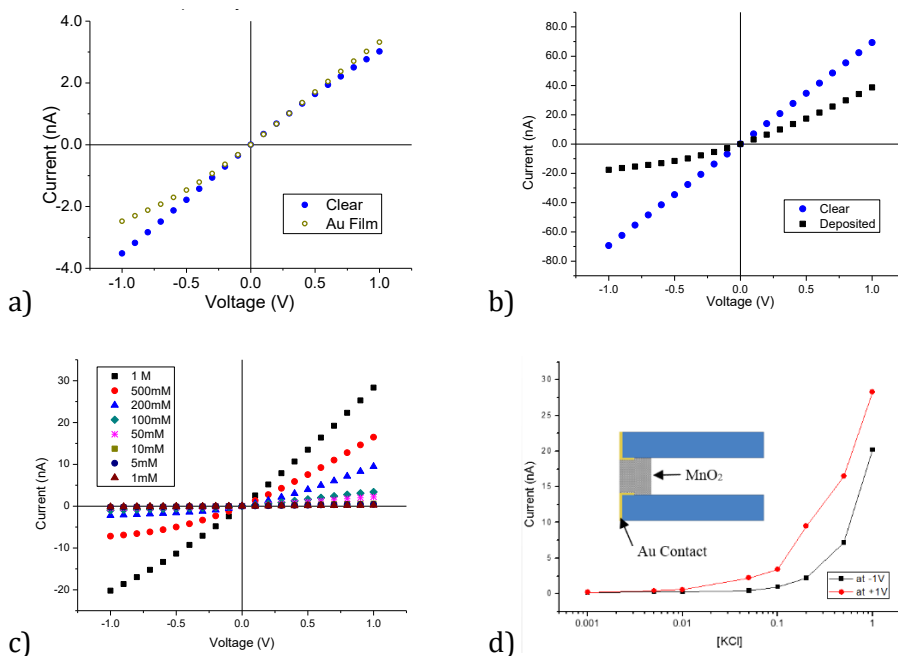 4.0
2.0
0.0
-2.0
-4.0
Current (nA)
-1.0 -0.5 0.0 0.5 1.0
Voltage (V)
Clear
Au Film
a)
80.0
60.0
40.0
20.0
0.0
-20.0
-40.0
-60.0
-80.0
Current (nA)
-1.0 -0.5 0.0 0.5 1.0
Voltage (V)
Clear
Deposited
b)
1 M
500mM
200mM
100mM
50mM
10mM
5mM
1mM
30
20
10
0
-10
-20
Current (nA)
-1.0 -0.5 0.0 0.5 1.0
Voltage (V)
c)
30
25
20
15
10
5
0
Current (nA)
MnO₂
Au Contact
at -1V
at +1V
0.001 0.01 0.1 1
[KCl]
d)